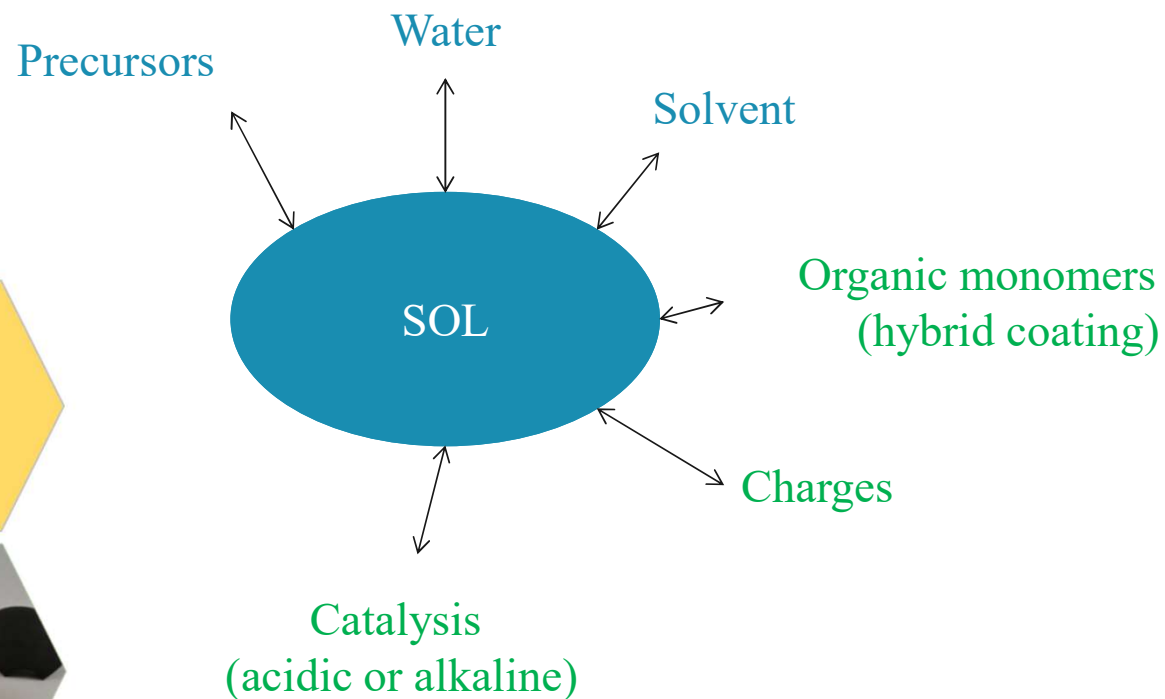 Water
Precursors
Solvent
Organic monomers
(hybrid coating)
SOL
Charges
Catalysis
(acidic or alkaline)